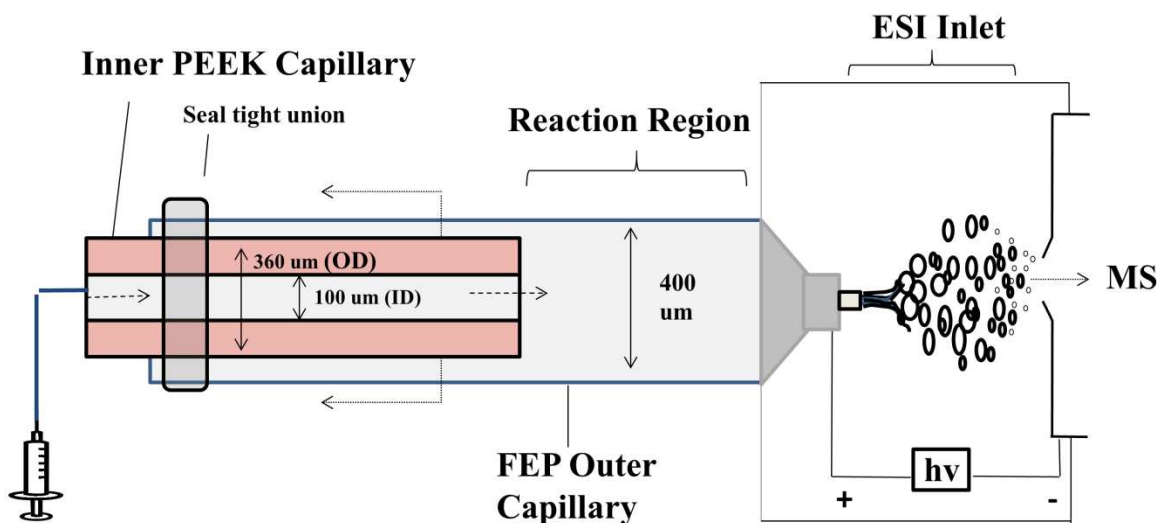 ESI Inlet
Inner PEEK Capillary
Seal tight union
Reaction Region
360 um (OD)
100 um (ID)
400
um
MS
FEP Outer
Capillary
hv
+
-